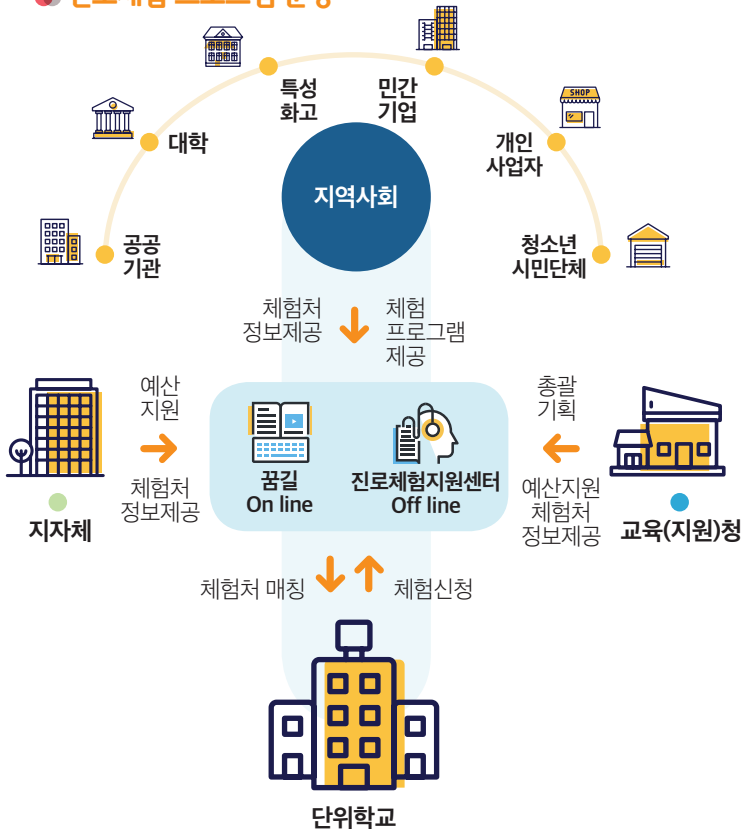 특성
화고
민간
기업
SHOP
대학
개인
사업자
지역사회
공공
기관
청소년
시민단체
체험처
정보제공
체험
프로그램
제공
예산
지원
총괄
기획
꿈길
On line
진로체험지원센터
Off line
체험처
정보제공
예산지원
체험처
정보제공
지자체
교육(지원)청
체험처 매칭
체험신청
단위학교